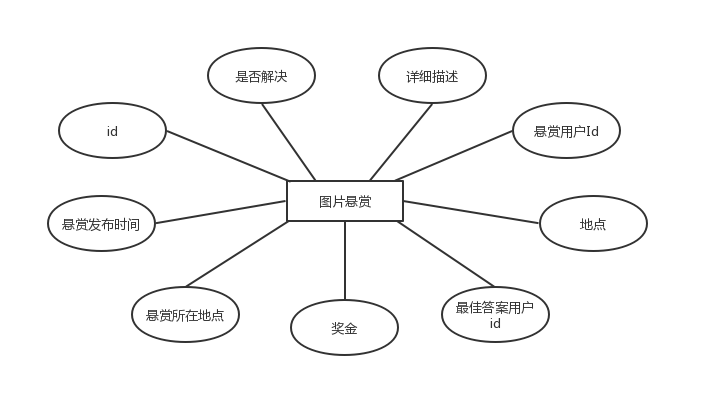 是否解决
详细描述
id
悬赏用户Id
图片悬赏
悬赏发布时间
地点
悬赏所在地点
奖金
最佳答案用户
id